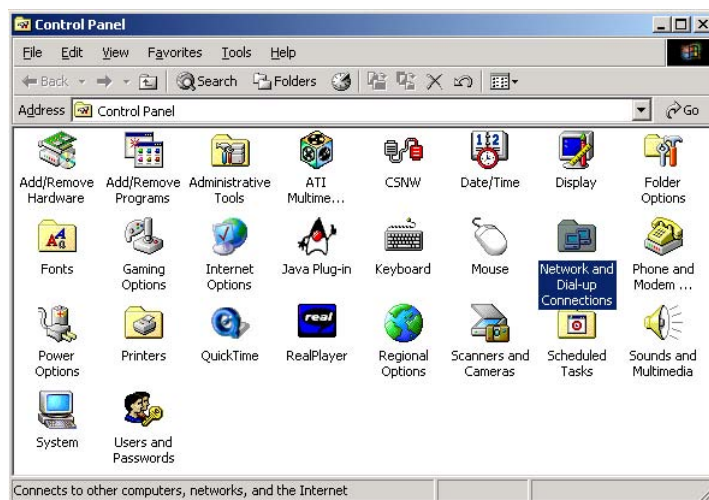 Control Panel
File Edit View Favorites Tools Help
Back Search Folders
Address Control Panel Go
Add/Remove Hardware
Add/Remove Programs
Administrative Tools
ATI Multime...
CSNW
Date/Time
Display
Folder Options
Fonts
Gaming Options
Internet Options
Java Plug-in
Keyboard
Mouse
Network and Dial-up Connections
Phone and Modem ...
Power Options
Printers
QuickTime
real
RealPlayer
Regional Options
Scanners and Cameras
Scheduled Tasks
Sounds and Multimedia
System
Users and Passwords
Connects to other computers, networks, and the Internet